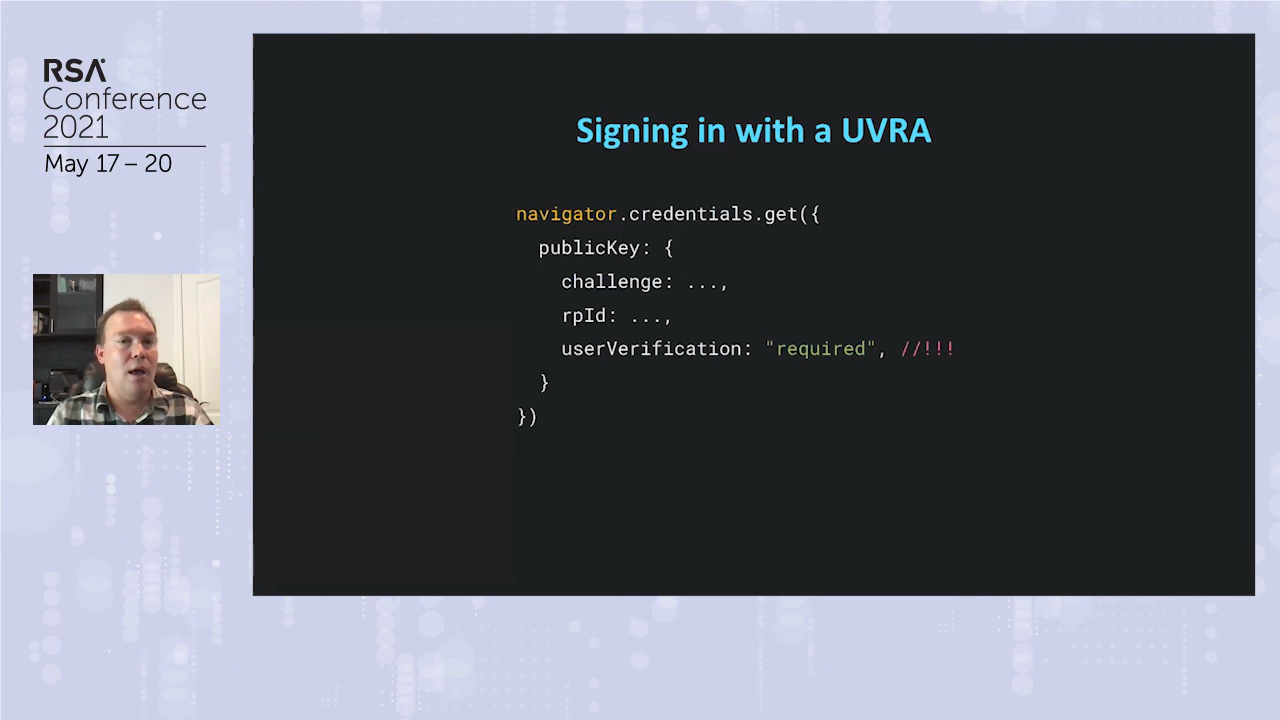 RSA
Conference
2021
May 17 – 20
Signing in with a UVRA
navigator.credentials.get({
publicKey: {
challenge: ...,
rpId: ...,
userVerification: "required", //!!!
}
})